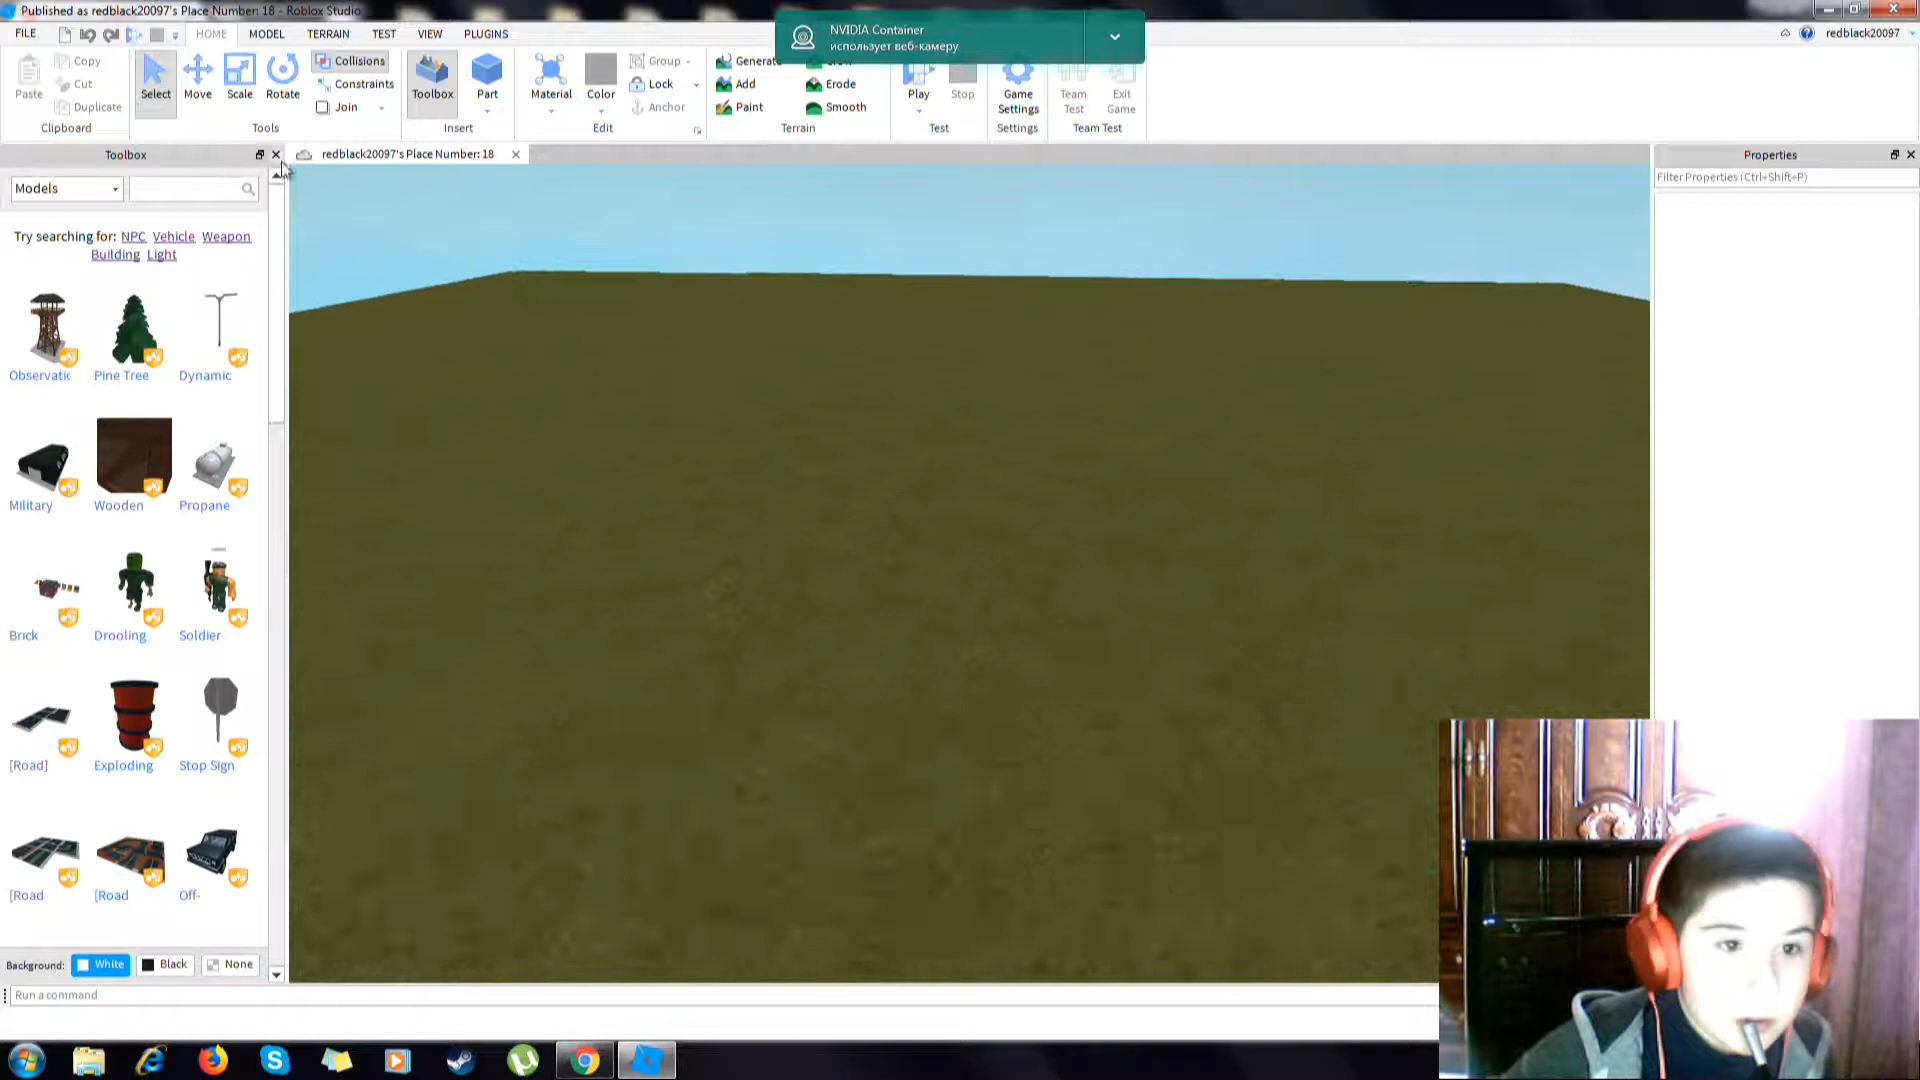 Published as redblack20097's Place Number: 18 - Roblox Studio
NVIDIA Container
использует веб-камеру
FILE HOME MODEL TERRAIN TEST VIEW PLUGINS redblack20097
Paste Copy Cut Duplicate
Clipboard
Select Move Scale Rotate Collisions Constraints Join
Tools
Toolbox Part
Insert
Material Color Group Lock Anchor
Edit
Generate Add Paint Erode Smooth
Terrain
Play Stop
Test
Game Settings
Settings
Team Test Exit Game
Team Test
Toolbox
redblack20097's Place Number: 18
Properties
Filter Properties (Ctrl+Shift+P)
Models
Try searching for: NPC Vehicle Weapon
Building Light
Observatic Pine Tree Dynamic
Military Wooden Propane
Brick Drooling Soldier
[Road] Exploding Stop Sign
[Road [Road Off-
Background: White Black None
Run a command